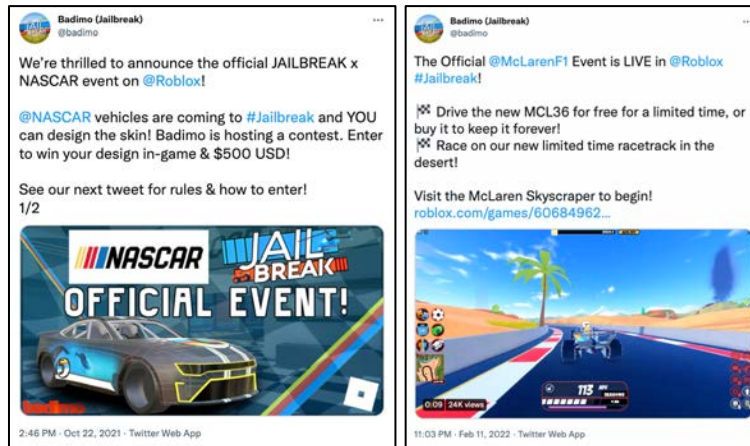 Badimo (Jailbreak)
@badimo
We're thrilled to announce the official JAILBREAK x
NASCAR event on @Roblox!
@NASCAR vehicles are coming to #Jailbreak and YOU
can design the skin! Badimo is hosting a contest. Enter
to win your design in-game & $500 USD!
See our next tweet for rules & how to enter!
1/2
NASCAR
JAIL
BREAK
OFFICIAL EVENT!
badimo
2:46 PM · Oct 22, 2021 · Twitter Web App
Badimo (Jailbreak)
@badimo
The Official @McLarenF1 Event is LIVE in @Roblox
#Jailbreak!
Drive the new MCL36 for free for a limited time, or
buy it to keep it forever!
Race on our new limited time racetrack in the
desert!
Visit the McLaren Skyscraper to begin!
roblox.com/games/60684962...
113
0:09 24K views
11:03 PM · Feb 11, 2022 · Twitter Web App